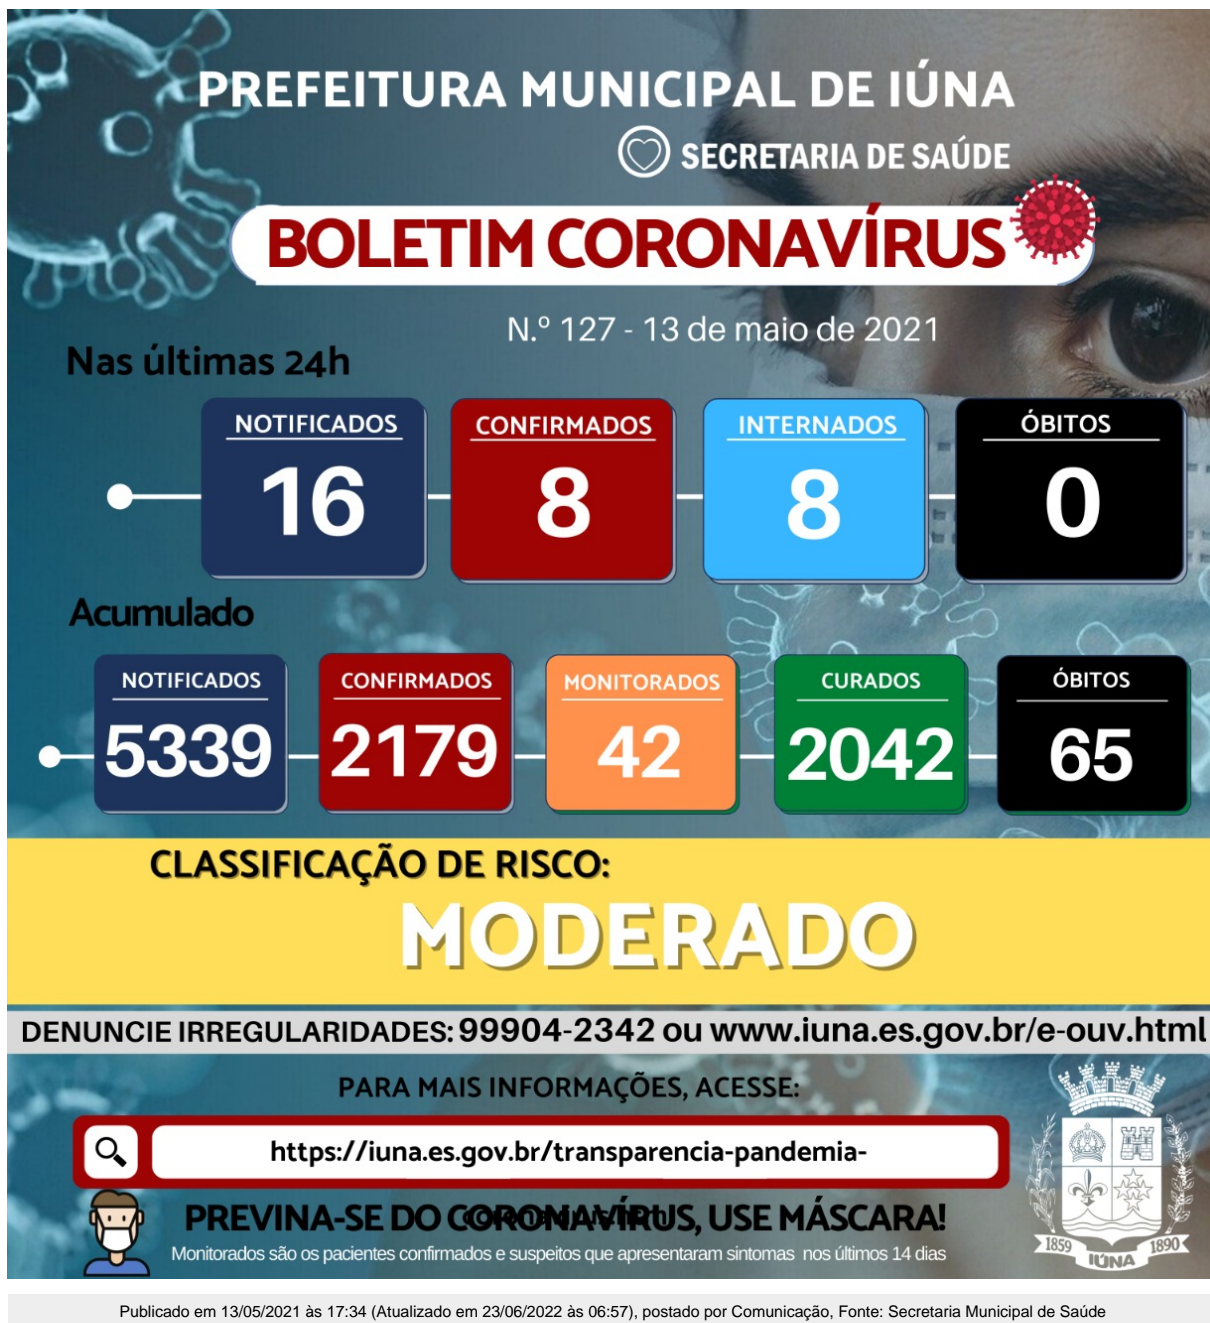 PREFEITURA MUNICIPAL DE IÚNA
SECRETARIA DE SAÚDE
BOLETIM CORONAVÍRUS
N.º 127 - 13 de maio de 2021
Nas últimas 24h
NOTIFICADOS CONFIRMADOS INTERNADOS ÓBITOS
16 8 8 0
Acumulado
NOTIFICADOS CONFIRMADOS MONITORADOS CURADOS ÓBITOS
5339 2179 42 2042 65
CLASSIFICAÇÃO DE RISCO:
MODERADO
DENUNCIE IRREGULARIDADES: 99904-2342 ou www.iuna.es.gov.br/e-ouv.html
PARA MAIS INFORMAÇÕES, ACESSE:
https://iuna.es.gov.br/transparencia-pandemia-
PREVINA-SE DO CORONAVÍRUS, USE MÁSCARA!
Monitorados são os pacientes confirmados e suspeitos que apresentaram sintomas nos últimos 14 dias
1859 IÚNA 1890
Publicado em 13/05/2021 às 17:34 (Atualizado em 23/06/2022 às 06:57), postado por Comunicação, Fonte: Secretaria Municipal de Saúde